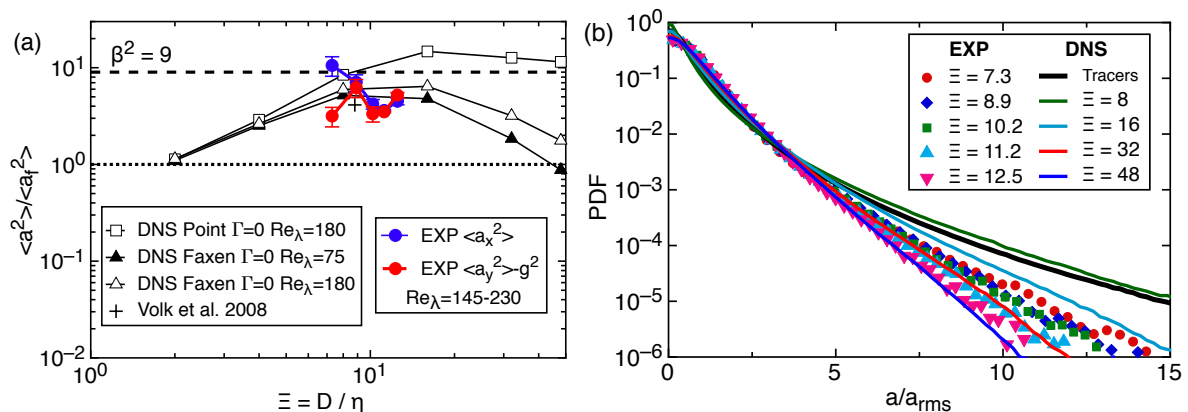 (a)
β² = 9
10²
10¹
10⁰
10⁻¹
10⁻²
<a²>/<a_f²>
DNS Point Γ=0 Re_λ=180
DNS Faxen Γ=0 Re_λ=75
DNS Faxen Γ=0 Re_λ=180
Volk et al. 2008
EXP <a_x²>
EXP <a_y²>-g²
Re_λ=145-230
10⁰
10¹
Ξ = D / η
(b)
10⁰
10⁻¹
10⁻²
10⁻³
10⁻⁴
10⁻⁵
10⁻⁶
PDF
EXP DNS
Ξ = 7.3 Tracers
Ξ = 8.9 Ξ = 8
Ξ = 10.2 Ξ = 16
Ξ = 11.2 Ξ = 32
Ξ = 12.5 Ξ = 48
0 5 10 15
a/a_rms